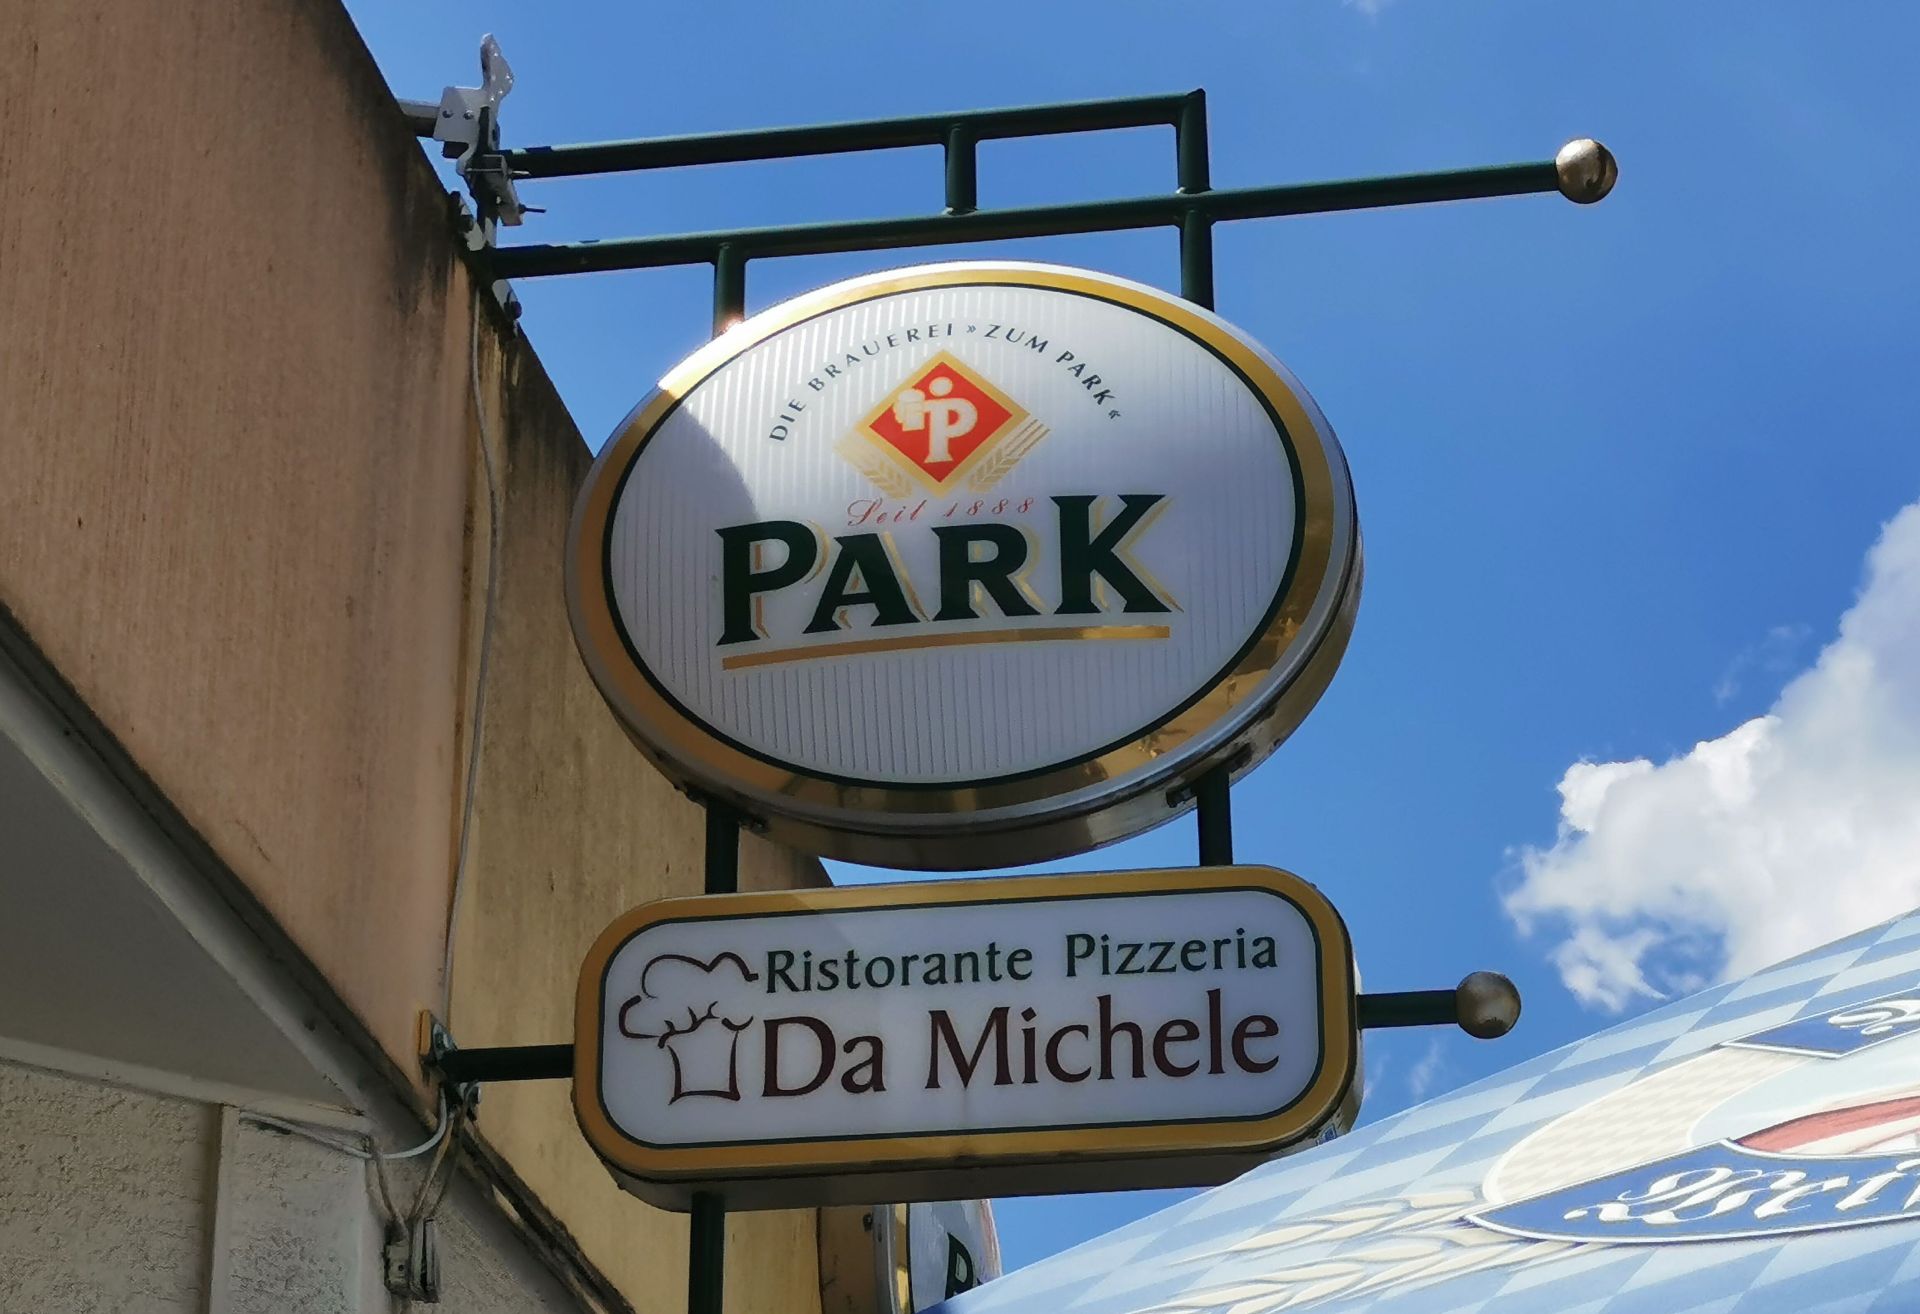 DIE BRAUEREI »ZUM PARK«
P
Seit 1888
PARK
Ristorante Pizzeria
Da Michele